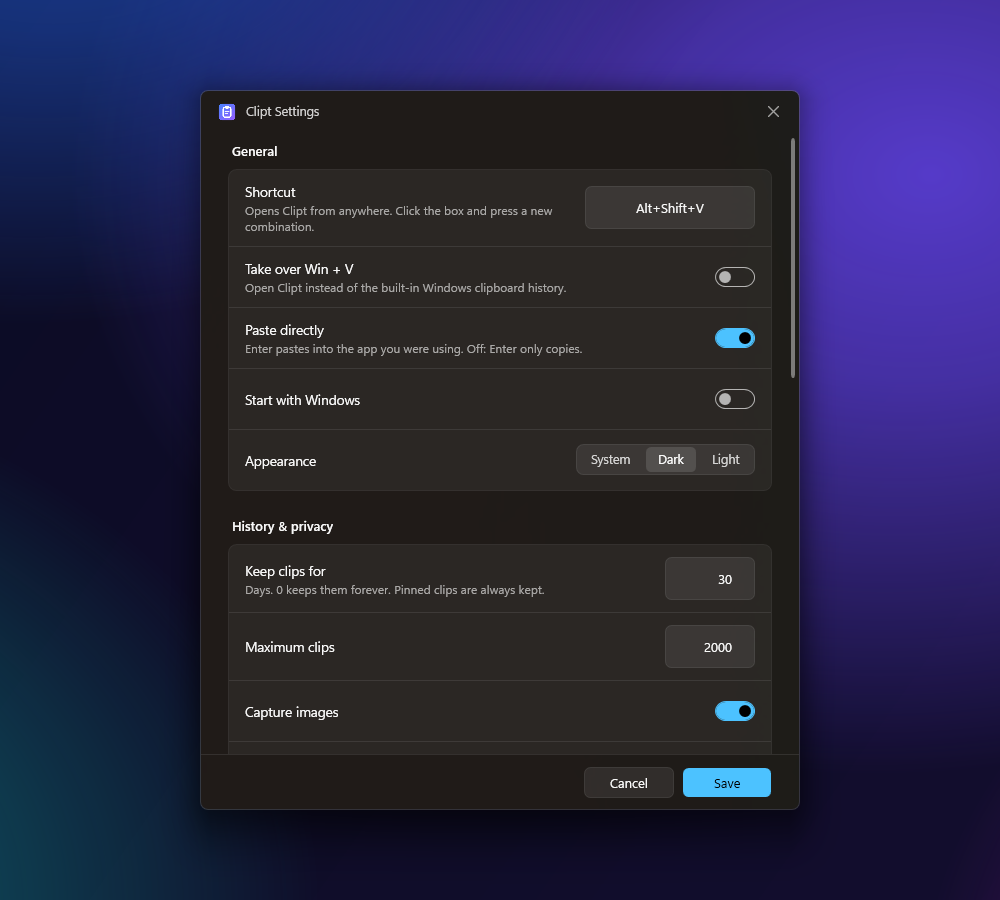 Clipt Settings
General
Shortcut
Opens Clipt from anywhere. Click the box and press a new
combination.
Alt+Shift+V
Take over Win + V
Open Clipt instead of the built-in Windows clipboard history.
Paste directly
Enter pastes into the app you were using. Off: Enter only copies.
Start with Windows
Appearance
System Dark Light
History & privacy
Keep clips for
Days. 0 keeps them forever. Pinned clips are always kept.
30
Maximum clips
2000
Capture images
Cancel Save